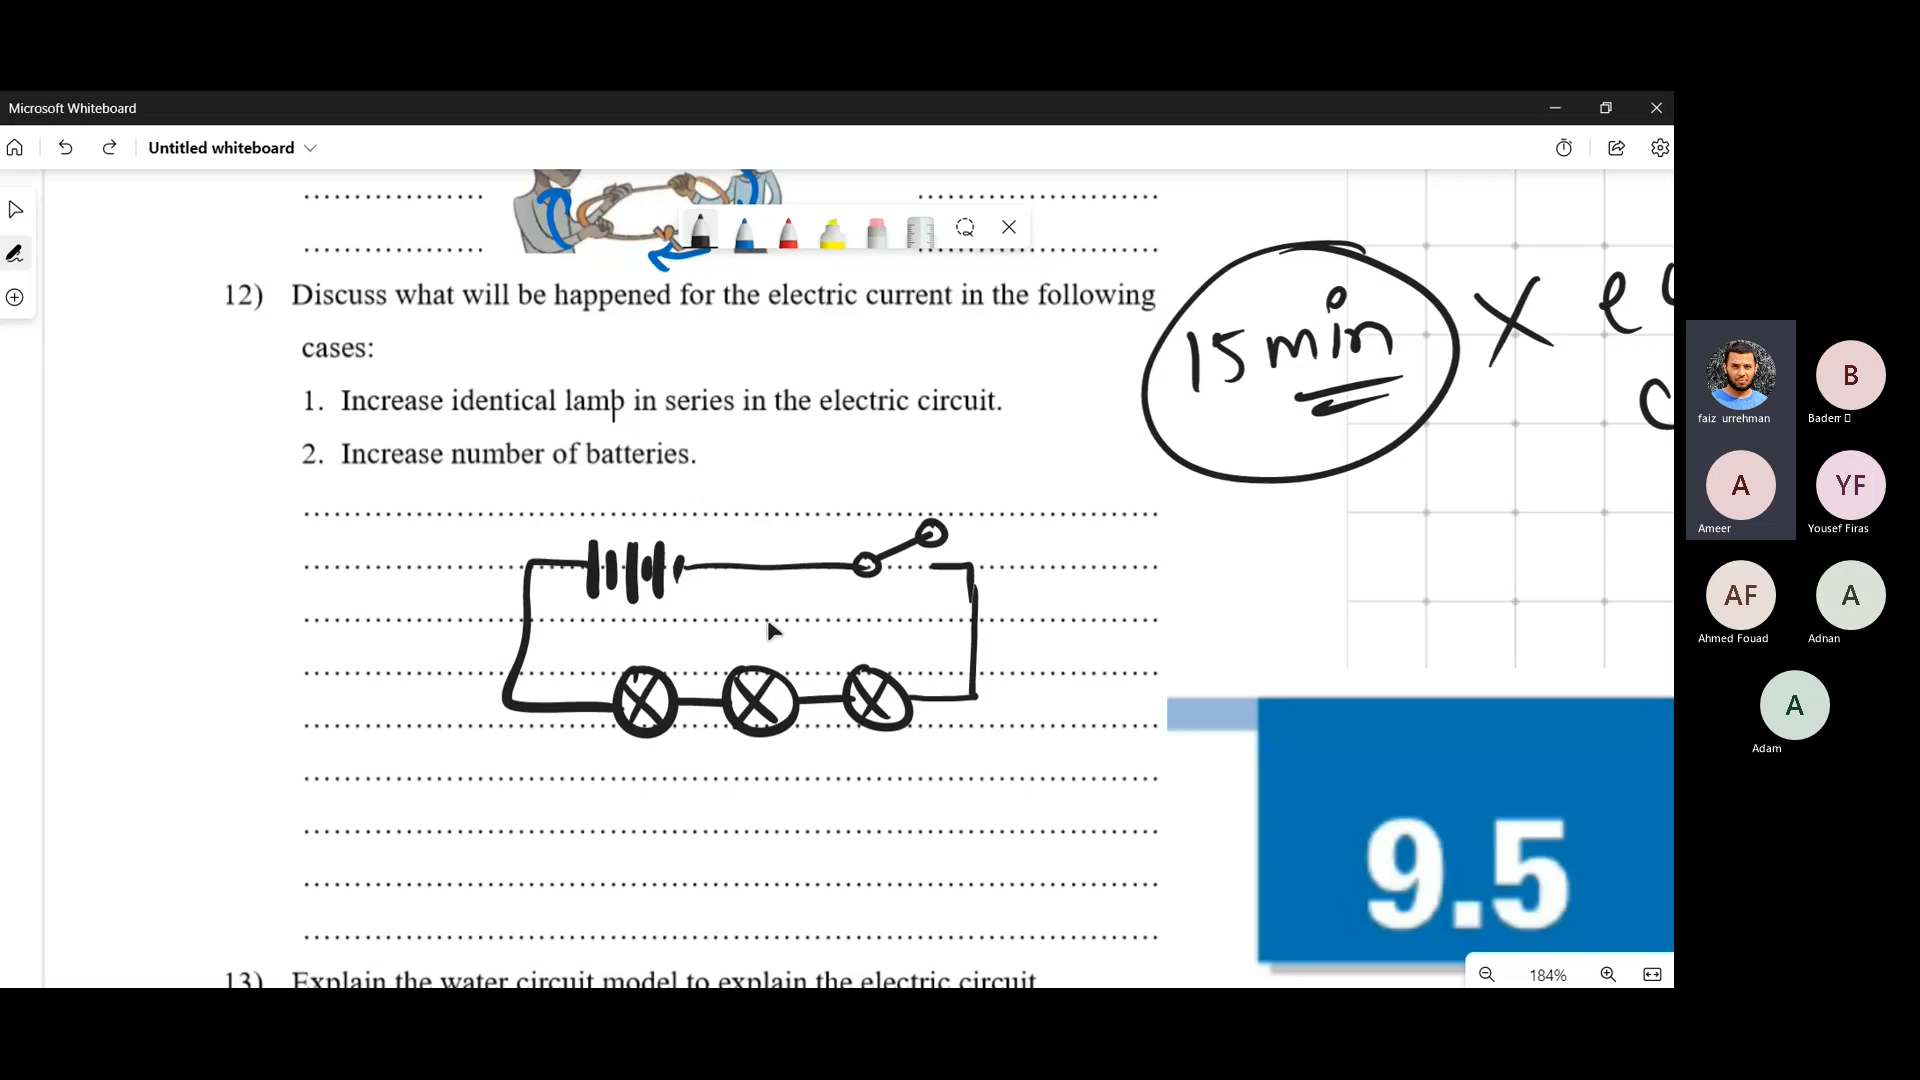 Microsoft Whiteboard
Untitled whiteboard
12) Discuss what will be happened for the electric current in the following
cases:
1. Increase identical lamp in series in the electric circuit.
2. Increase number of batteries.
13) Explain the water circuit model to explain the electric circuit
15 min
X e
9.5
184%
faiz urrehman
B
Baderr
A
Ameer
YF
Yousef Firas
AF
Ahmed Fouad
A
Adnan
A
Adam